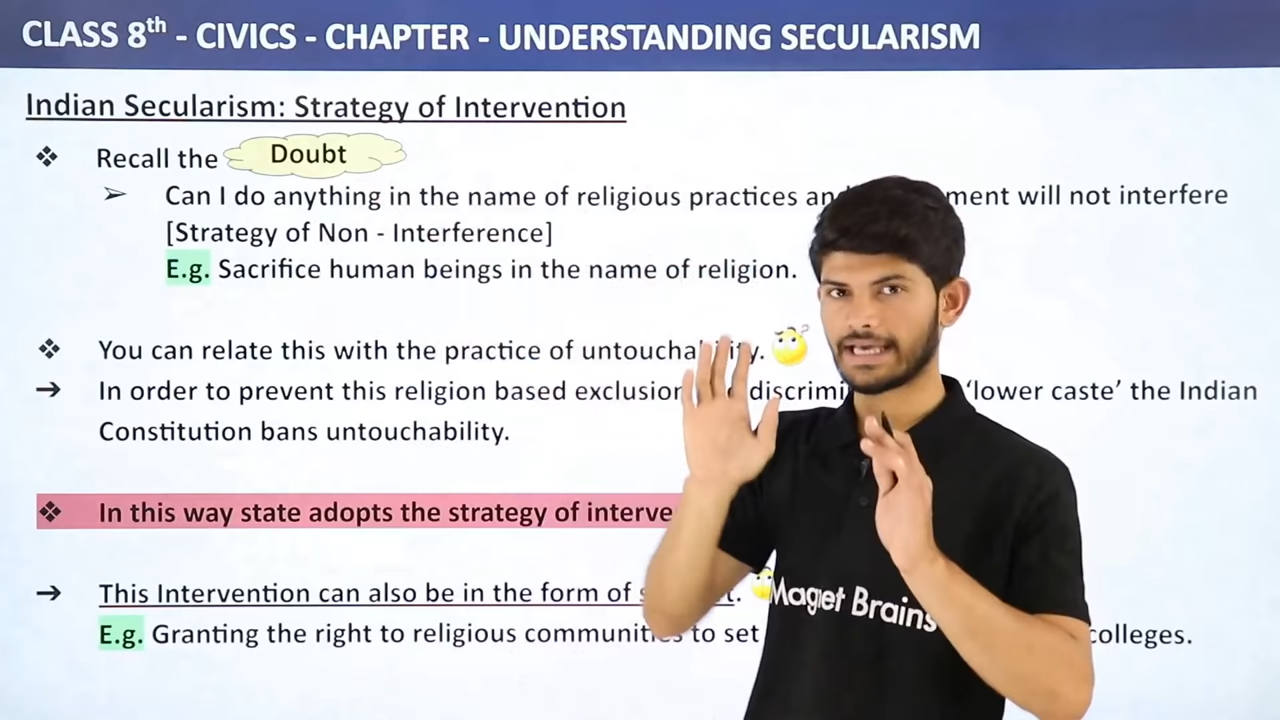 CLASS 8th - CIVICS - CHAPTER - UNDERSTANDING SECULARISM
Indian Secularism: Strategy of Intervention
❖ Recall the Doubt
➢ Can I do anything in the name of religious practices an ment will not interfere
[Strategy of Non - Interference]
E.g. Sacrifice human beings in the name of religion.
❖ You can relate this with the practice of untouchability.
→ In order to prevent this religion based exclusion discrimi 'lower caste' the Indian
Constitution bans untouchability.
❖ In this way state adopts the strategy of interve
→ This Intervention can also be in the form of
E.g. Granting the right to religious communities to set colleges.
Magnet Brains